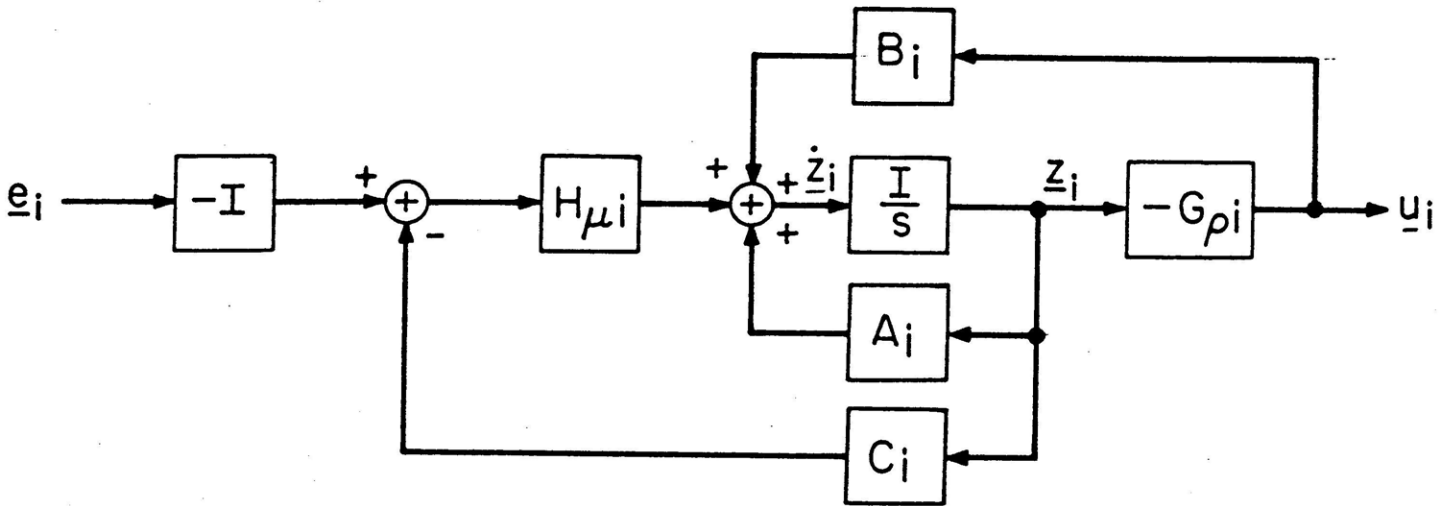 B_i
e_i
-I
+
+
-
H_μi
+
+
+
+
ż_i
I
s
z_i
-G_ρi
u_i
A_i
C_i